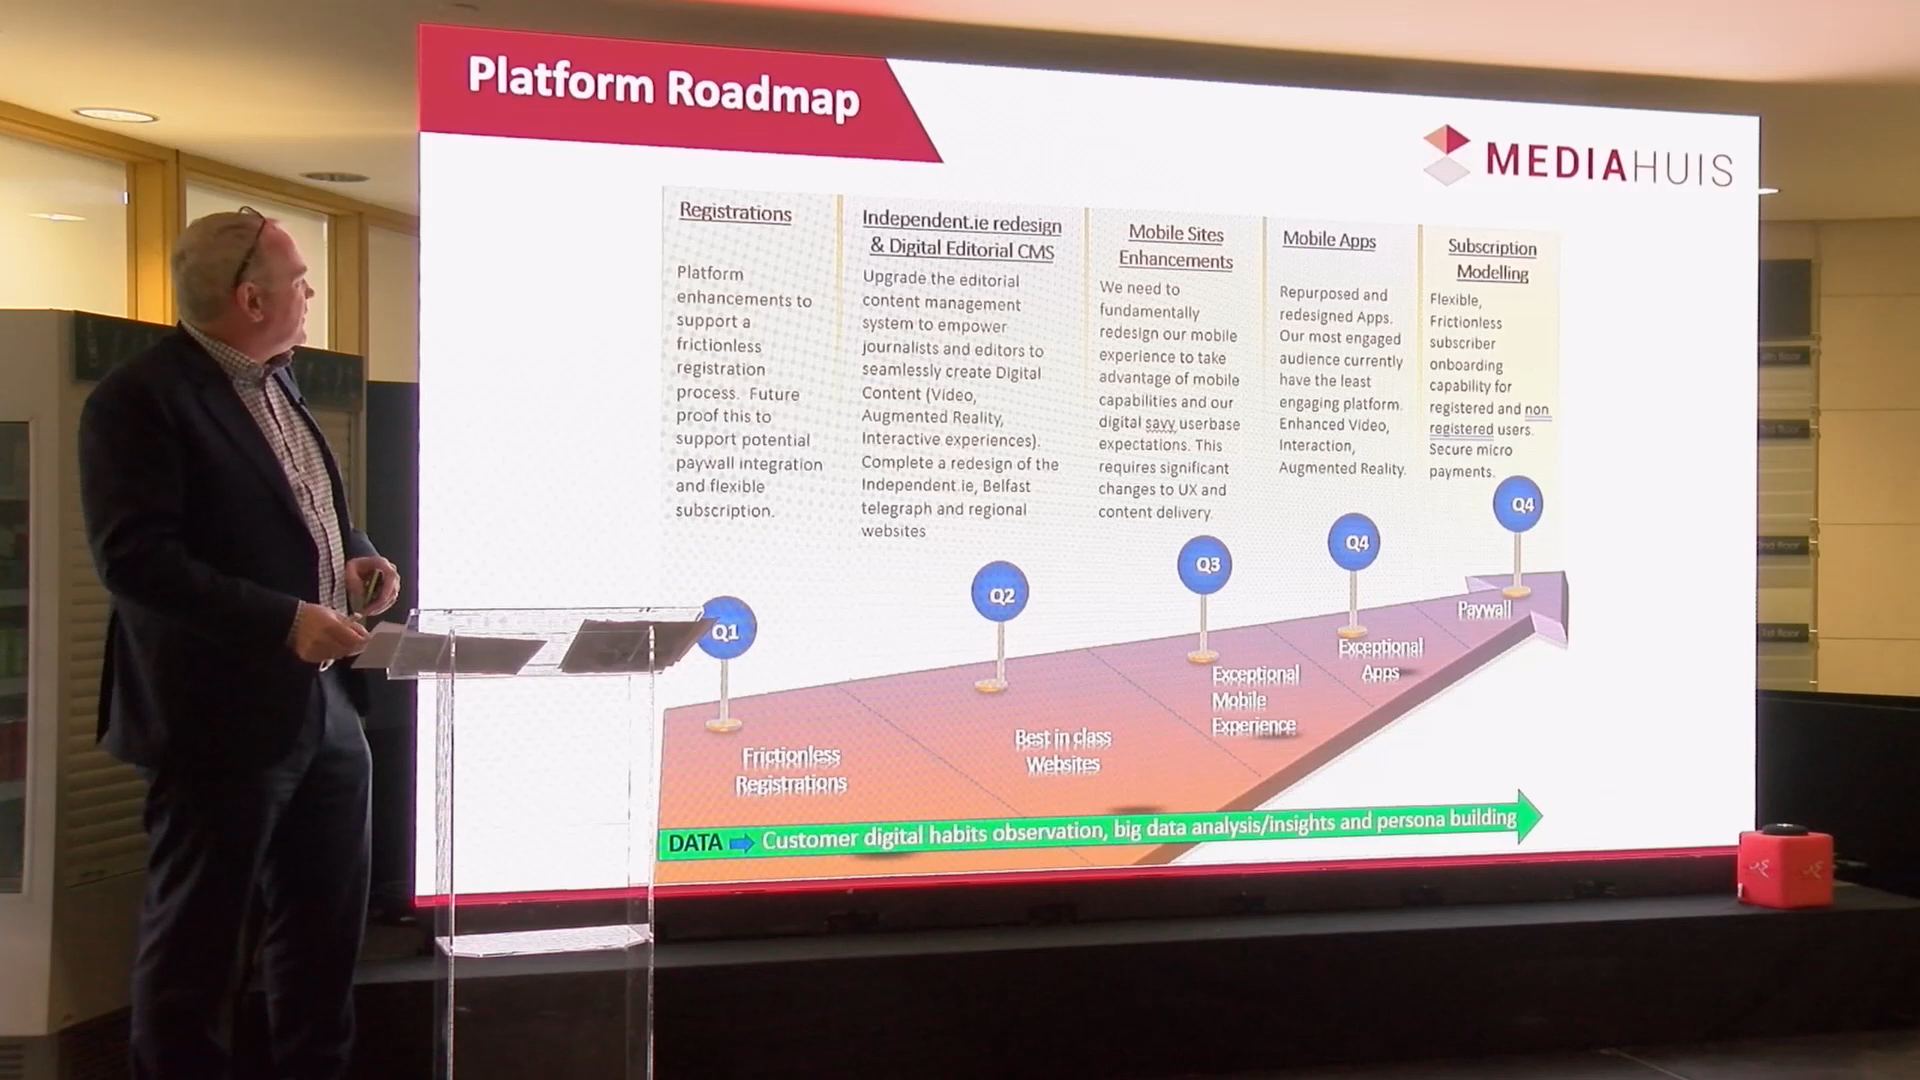 Platform Roadmap
MEDIAHUIS
Registrations
Platform
enhancements to
support a
frictionless
registration
process. Future
proof this to
support potential
paywall integration
and flexible
subscription.
Independent.ie redesign
& Digital Editorial CMS
Upgrade the editorial
content management
system to empower
journalists and editors to
seamlessly create Digital
Content (Video,
Augmented Reality,
Interactive experiences).
Complete a redesign of the
Independent.ie, Belfast
telegraph and regional
websites
Mobile Sites
Enhancements
We need to
fundamentally
redesign our mobile
experience to take
advantage of mobile
capabilities and our
digital savy userbase
expectations. This
requires significant
changes to UX and
content delivery.
Mobile Apps
Repurposed and
redesigned Apps.
Our most engaged
audience currently
have the least
engaging platform.
Enhanced Video,
Interaction,
Augmented Reality.
Subscription
Modelling
Flexible,
Frictionless
subscriber
onboarding
capability for
registered and non
registered users.
Secure micro
payments.
Q1
Q2
Q3
Q4
Q4
Frictionless
Registrations
Best in class
Websites
Exceptional
Mobile
Experience
Exceptional
Apps
Paywall
DATA Customer digital habits observation, big data analysis/insights and persona building
1st floor